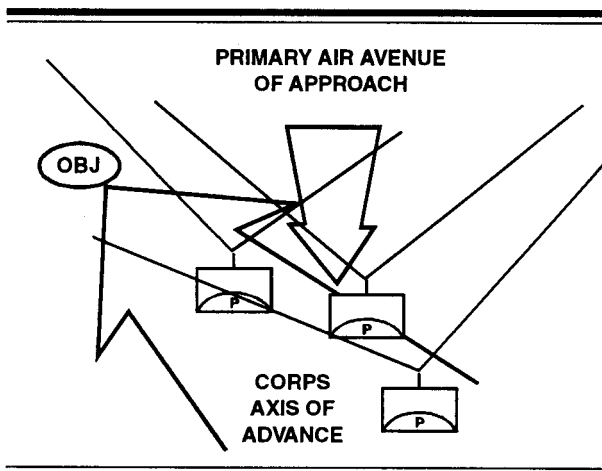 PRIMARY AIR AVENUE
OF APPROACH
OBJ
P
P
P
CORPS
AXIS OF
ADVANCE